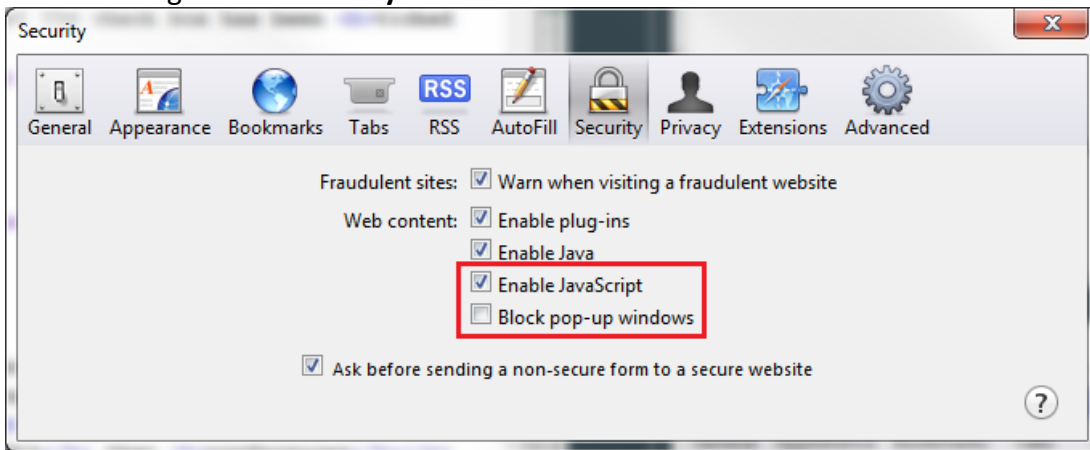 Security
X
General Appearance Bookmarks Tabs RSS AutoFill Security Privacy Extensions Advanced
RSS
Fraudulent sites: Warn when visiting a fraudulent website
Web content: Enable plug-ins
Enable Java
Enable JavaScript
Block pop-up windows
Ask before sending a non-secure form to a secure website
?